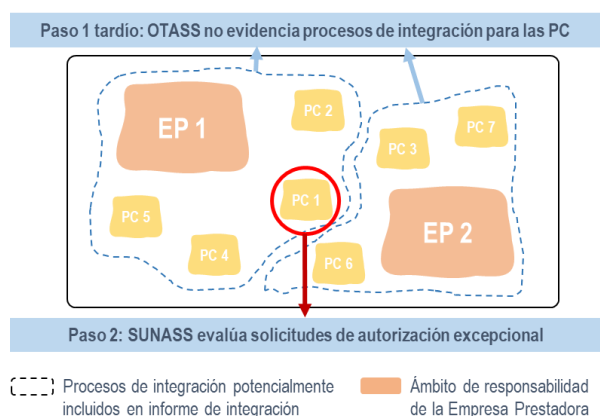 Paso 1 tardío: OTASS no evidencia procesos de integración para las PC
EP 1
PC 2
PC 7
PC 3
PC 1
PC 5
EP 2
PC 4
PC 6
Paso 2: SUNASS evalúa solicitudes de autorización excepcional
Procesos de integración potencialmente
incluidos en informe de integración
Ámbito de responsabilidad
de la Empresa Prestadora